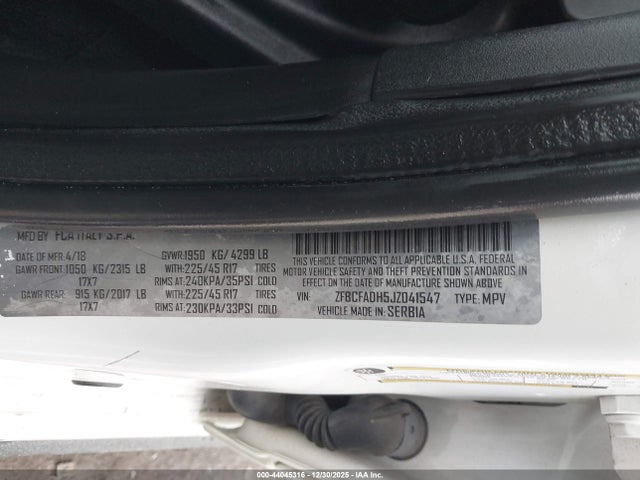 MFD BY FCA ITALY S.P.A.
DATE OF MFR: 4/18 GVWR: 1950 KG/ 4299 LB
GAWR FRONT: 1050 KG/2315 LB WITH=225/45 R17 TIRES
17X7 RIMS AT=240KPA/35PSI COLD
GAWR REAR: 915 KG/2017 LB WITH=225/45 R17 TIRES
17X7 RIMS AT:=230KPA/33PSI COLD
THIS VEHICLE CONFORMS TO ALL APPLICABLE U.S.A. FEDERAL
MOTOR VEHICLE SAFETY, BUMPER AND THEFT PREVENTION STANDARDS IN
EFFECT ON THE DATE OF MANUFACTURE SHOWN ABOVE
VIN: ZFBCFADH5JZ041547 TYPE: MPV
VEHICLE MADE IN: SERBIA
000-44045316 - 12/30/2025 - IAAI.COM